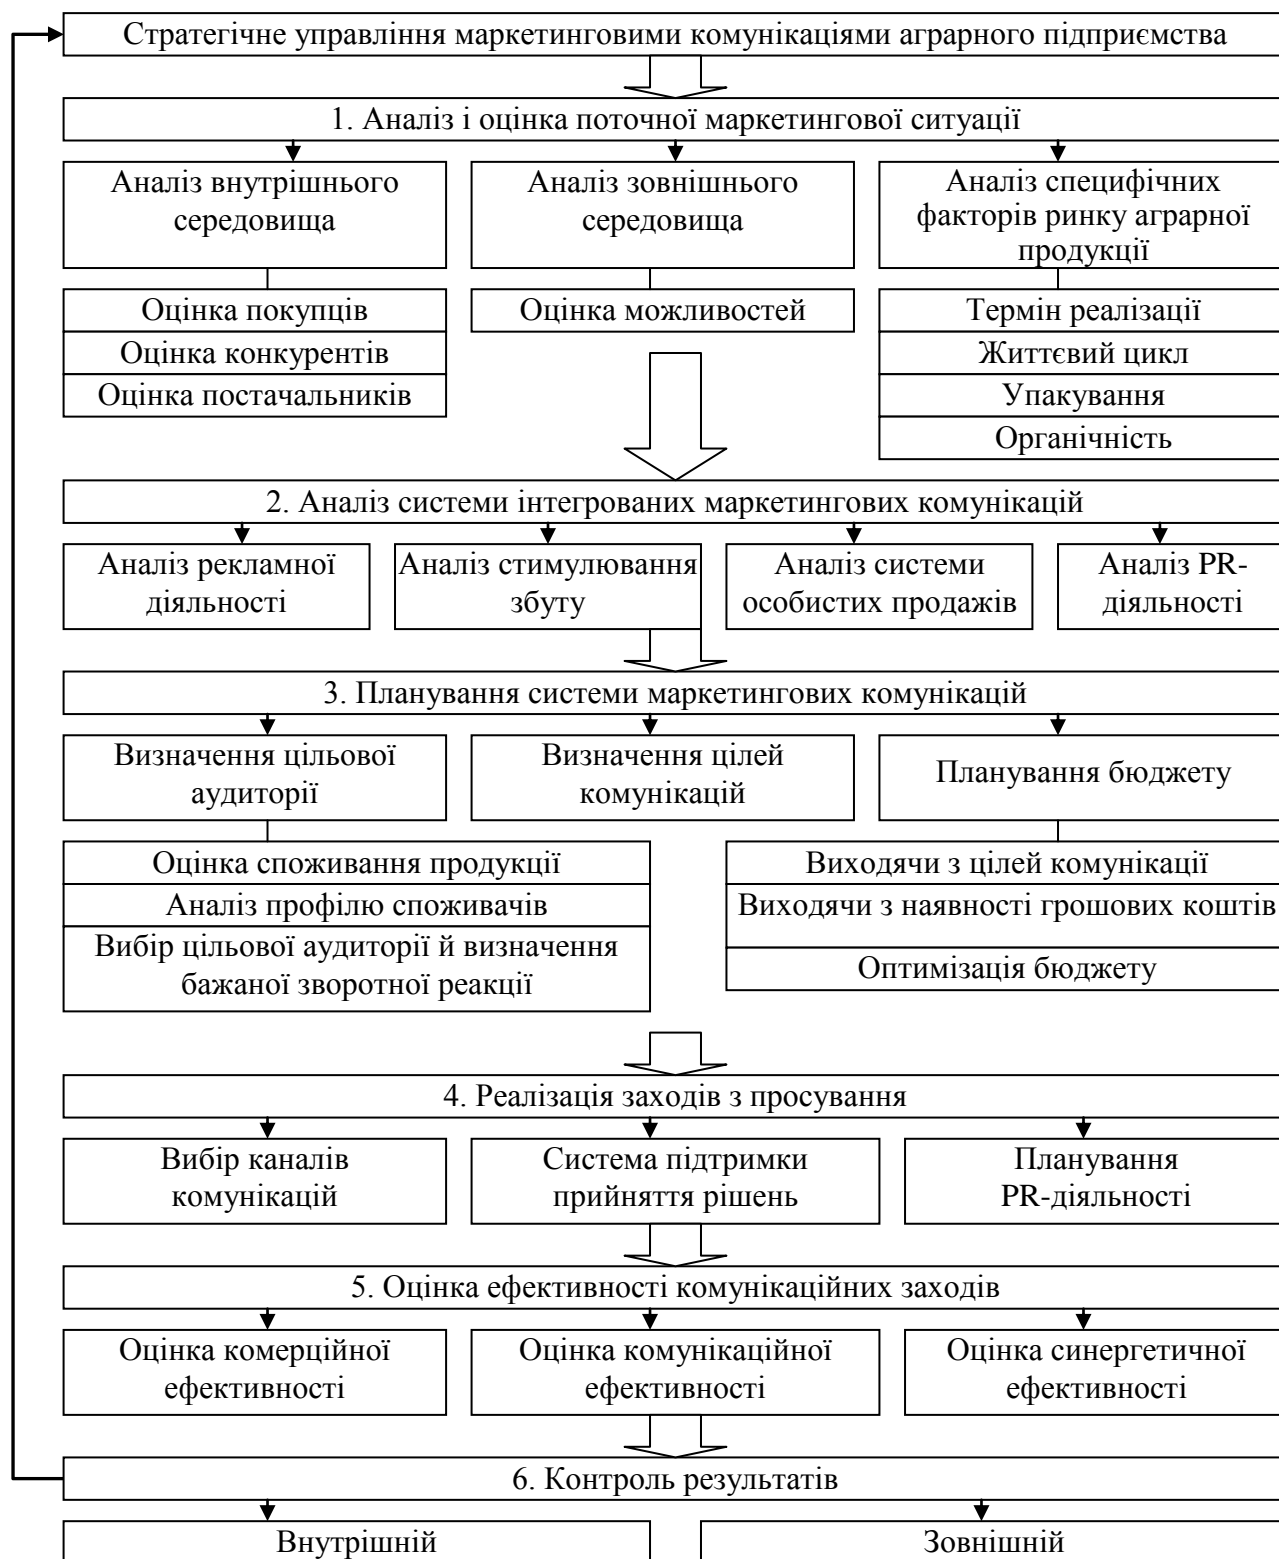 Стратегічне управління маркетинговими комунікаціями аграрного підприємства
1. Аналіз і оцінка поточної маркетингової ситуації
Аналіз внутрішнього
середовища
Аналіз зовнішнього
середовища
Аналіз специфічних
факторів ринку аграрної
продукції
Оцінка покупців
Оцінка конкурентів
Оцінка постачальників
Оцінка можливостей
Термін реалізації
Життєвий цикл
Упакування
Органічність
2. Аналіз системи інтегрованих маркетингових комунікацій
Аналіз рекламної
діяльності
Аналіз стимулювання
збуту
Аналіз системи
особистих продажів
Аналіз PR-
діяльності
3. Планування системи маркетингових комунікацій
Визначення цільової
аудиторії
Визначення цілей
комунікацій
Планування бюджету
Оцінка споживання продукції
Аналіз профілю споживачів
Вибір цільової аудиторії й визначення
бажаної зворотної реакції
Виходячи з цілей комунікації
Виходячи з наявності грошових коштів
Оптимізація бюджету
4. Реалізація заходів з просування
Вибір каналів
комунікацій
Система підтримки
прийняття рішень
Планування
PR-діяльності
5. Оцінка ефективності комунікаційних заходів
Оцінка комерційної
ефективності
Оцінка комунікаційної
ефективності
Оцінка синергетичної
ефективності
6. Контроль результатів
Внутрішній
Зовнішній